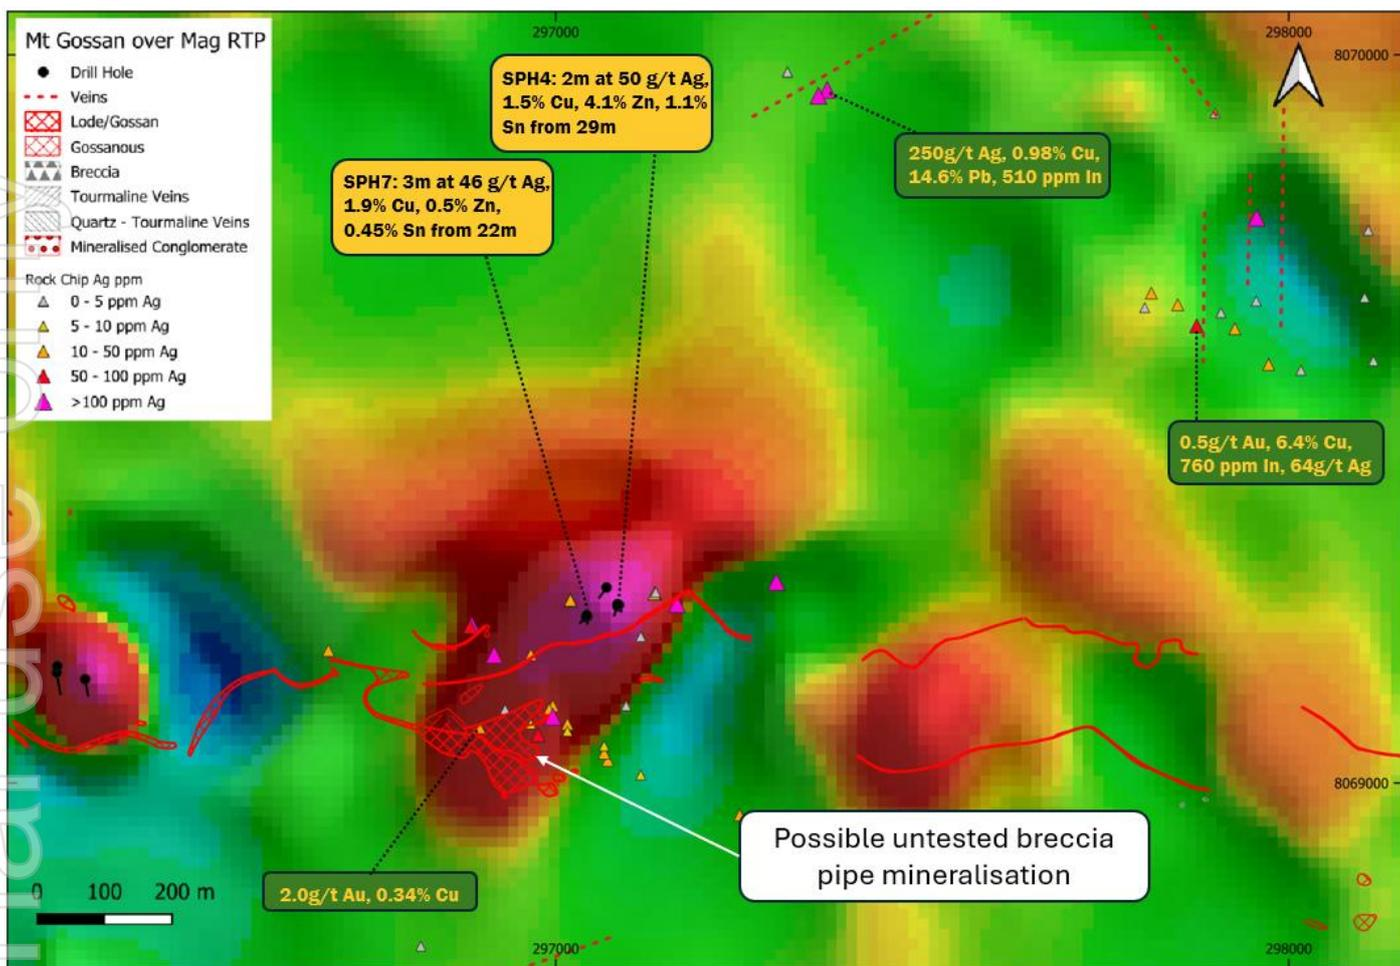 Mt Gossan over Mag RTP
Drill Hole
Veins
Lode/Gossan
Gossanous
Breccia
Tourmaline Veins
Quartz - Tourmaline Veins
Mineralised Conglomerate
Rock Chip Ag ppm
0 - 5 ppm Ag
5 - 10 ppm Ag
10 - 50 ppm Ag
50 - 100 ppm Ag
>100 ppm Ag
297000
298000
8070000
SPH4: 2m at 50 g/t Ag,
1.5% Cu, 4.1% Zn, 1.1%
Sn from 29m
SPH7: 3m at 46 g/t Ag,
1.9% Cu, 0.5% Zn,
0.45% Sn from 22m
250g/t Ag, 0.98% Cu,
14.6% Pb, 510 ppm In
0.5g/t Au, 6.4% Cu,
760 ppm In, 64g/t Ag
8069000
Possible untested breccia
pipe mineralisation
2.0g/t Au, 0.34% Cu
0 100 200 m
297000
298000